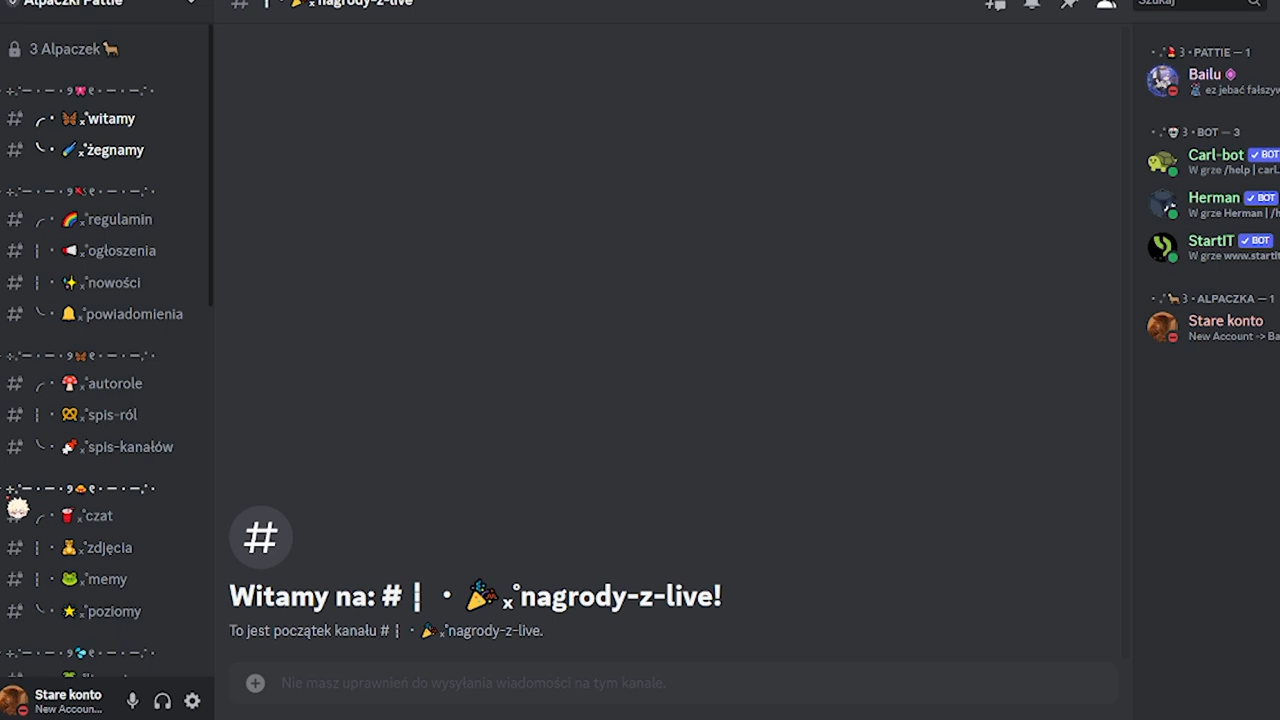 Alpaczki Pattie
3 Alpaczek
witamy
żegnamy
regulamin
ogłoszenia
nowości
powiadomienia
autorole
spis-ról
spis-kanałów
czat
zdjęcia
memy
poziomy
Stare konto
New Accoun...
nagrody-z-live
Witamy na: # ¦ ・ 🎉ₓ˚nagrody-z-live!
To jest początek kanału # ¦ ・ 🎉ₓ˚nagrody-z-live.
Nie masz uprawnień do wysyłania wiadomości na tym kanale.
Szukaj
PATTIE — 1
Bailu
ez jebać fałszyw
BOT — 3
Carl-bot ✓ BOT
W grze /help | carl.
Herman ✓ BOT
W grze Herman | /h
StartIT ✓ BOT
W grze www.startit
ALPACZKA — 1
Stare konto
New Account -> Ba